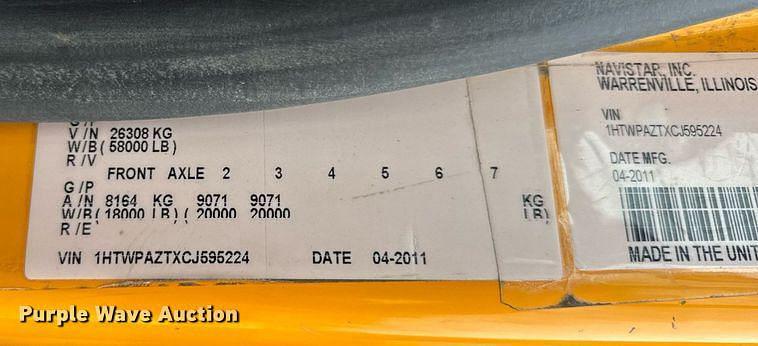 V/N 26308 KG
W/B (58000 LB)
R/V
FRONT AXLE 2 3 4 5 6 7
G/P
A/N 8164 KG 9071 9071 KG
W/B (18000 LB) ( 20000 20000 LB)
R/E
VIN 1HTWPAZTXCJ595224 DATE 04-2011
NAVISTAR, INC.
WARRENVILLE, ILLINOIS
VIN
1HTWPAZTXCJ595224
DATE MFG.
04-2011
MADE IN THE UNIT
Purple Wave Auction